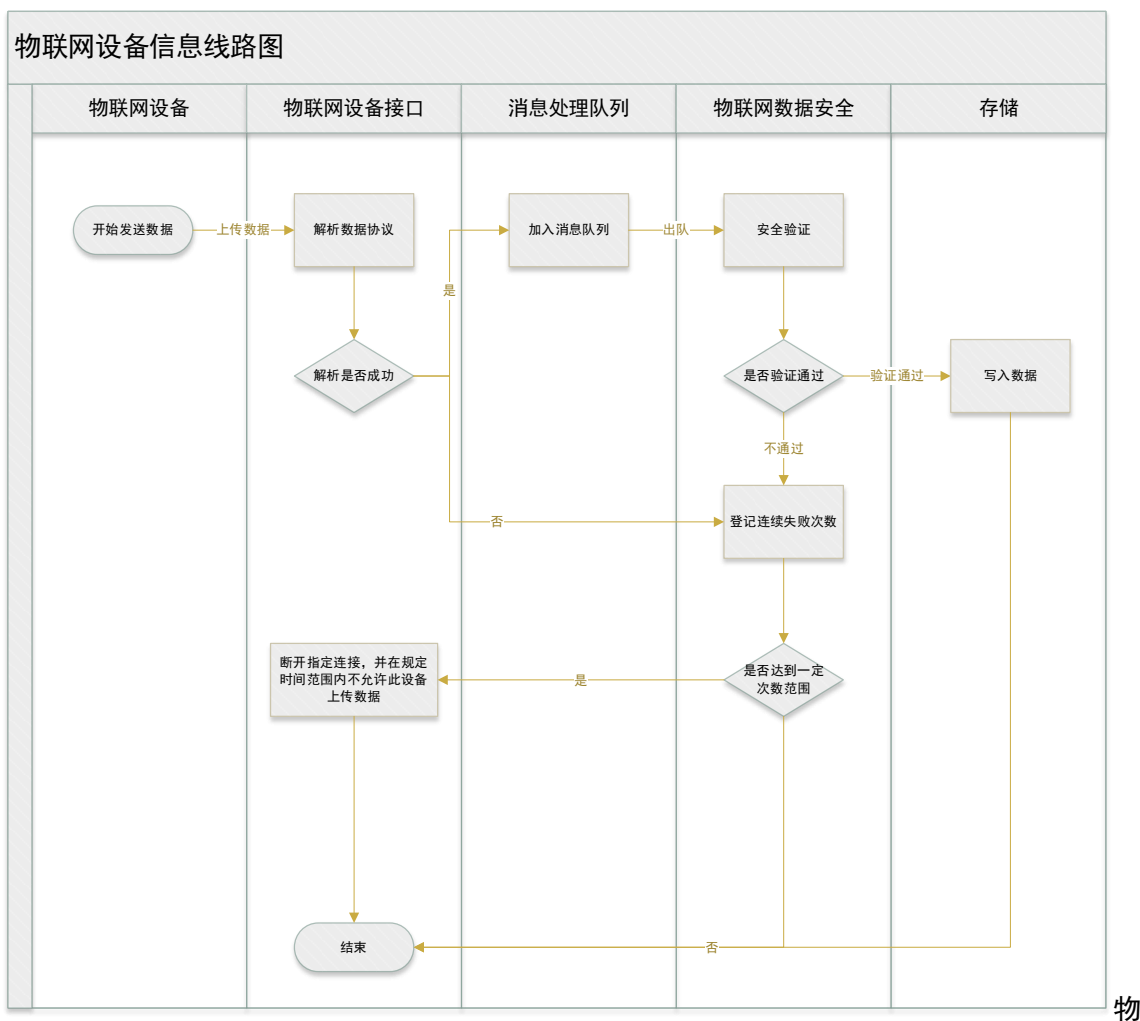 物联网设备信息线路图
物联网设备
物联网设备接口
消息处理队列
物联网数据安全
存储
开始发送数据
上传数据
解析数据协议
加入消息队列
出队
安全验证
是
解析是否成功
是否验证通过
验证通过
写入数据
不通过
否
登记连续失败次数
断开指定连接，并在规定
时间范围内不允许此设备
上传数据
是
是否达到一定
次数范围
结束
否
物